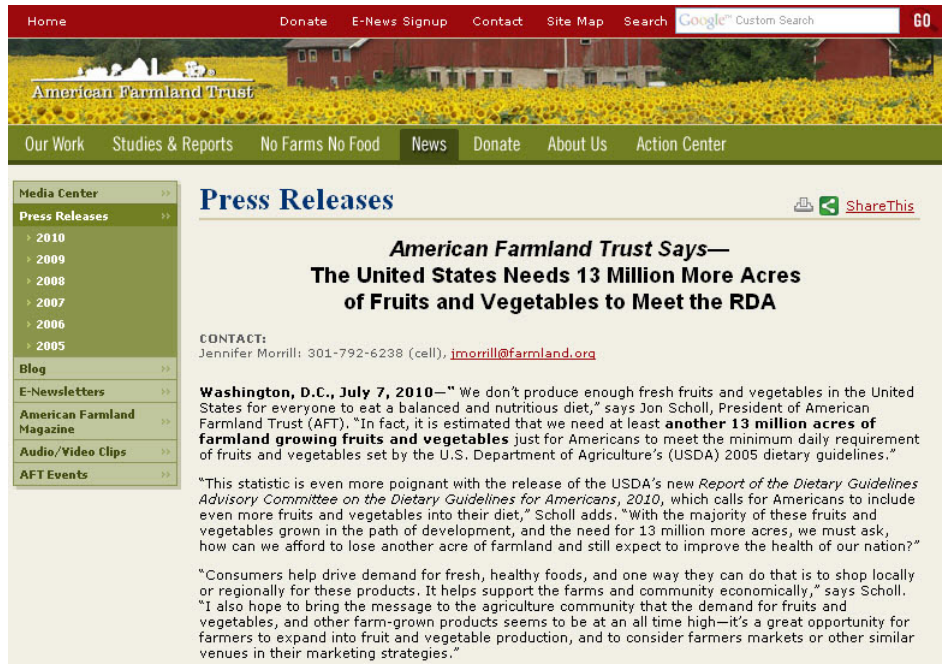 Home Donate E-News Signup Contact Site Map Search Google™ Custom Search GO
American Farmland Trust
Our Work Studies & Reports No Farms No Food News Donate About Us Action Center
Media Center
Press Releases
2010
2009
2008
2007
2006
2005
Blog
E-Newsletters
American Farmland
Magazine
Audio/Video Clips
AFT Events
Press Releases
ShareThis
American Farmland Trust Says—
The United States Needs 13 Million More Acres
of Fruits and Vegetables to Meet the RDA
CONTACT:
Jennifer Morrill: 301-792-6238 (cell), jmorrill@farmland.org
Washington, D.C., July 7, 2010—" We don't produce enough fresh fruits and vegetables in the United
States for everyone to eat a balanced and nutritious diet," says Jon Scholl, President of American
Farmland Trust (AFT). "In fact, it is estimated that we need at least another 13 million acres of
farmland growing fruits and vegetables just for Americans to meet the minimum daily requirement
of fruits and vegetables set by the U.S. Department of Agriculture's (USDA) 2005 dietary guidelines."
"This statistic is even more poignant with the release of the USDA's new Report of the Dietary Guidelines
Advisory Committee on the Dietary Guidelines for Americans, 2010, which calls for Americans to include
even more fruits and vegetables into their diet," Scholl adds. "With the majority of these fruits and
vegetables grown in the path of development, and the need for 13 million more acres, we must ask,
how can we afford to lose another acre of farmland and still expect to improve the health of our nation?"
"Consumers help drive demand for fresh, healthy foods, and one way they can do that is to shop locally
or regionally for these products. It helps support the farms and community economically," says Scholl.
"I also hope to bring the message to the agriculture community that the demand for fruits and
vegetables, and other farm-grown products seems to be at an all time high—it's a great opportunity for
farmers to expand into fruit and vegetable production, and to consider farmers markets or other similar
venues in their marketing strategies."